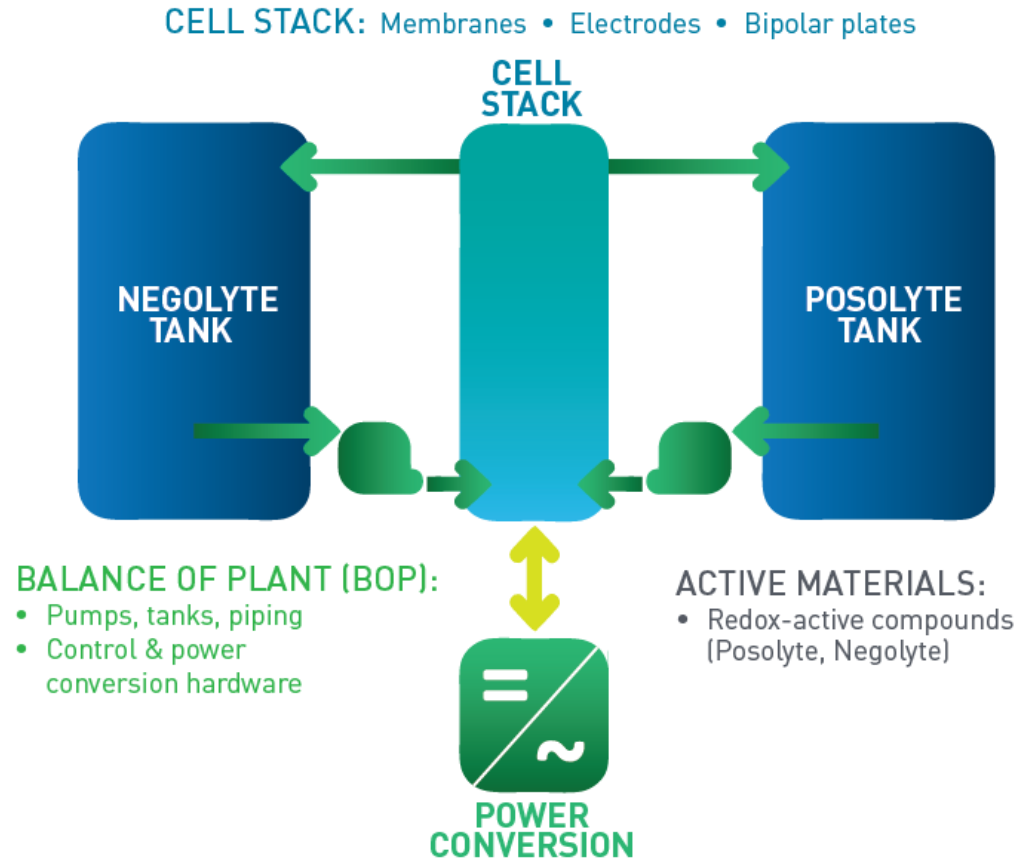 CELL STACK: Membranes • Electrodes • Bipolar plates
CELL
STACK
NEGOLYTE
TANK
POSOLYTE
TANK
BALANCE OF PLANT (BOP):
• Pumps, tanks, piping
• Control & power
conversion hardware
ACTIVE MATERIALS:
• Redox-active compounds
(Posolyte, Negolyte)
= ~
POWER
CONVERSION